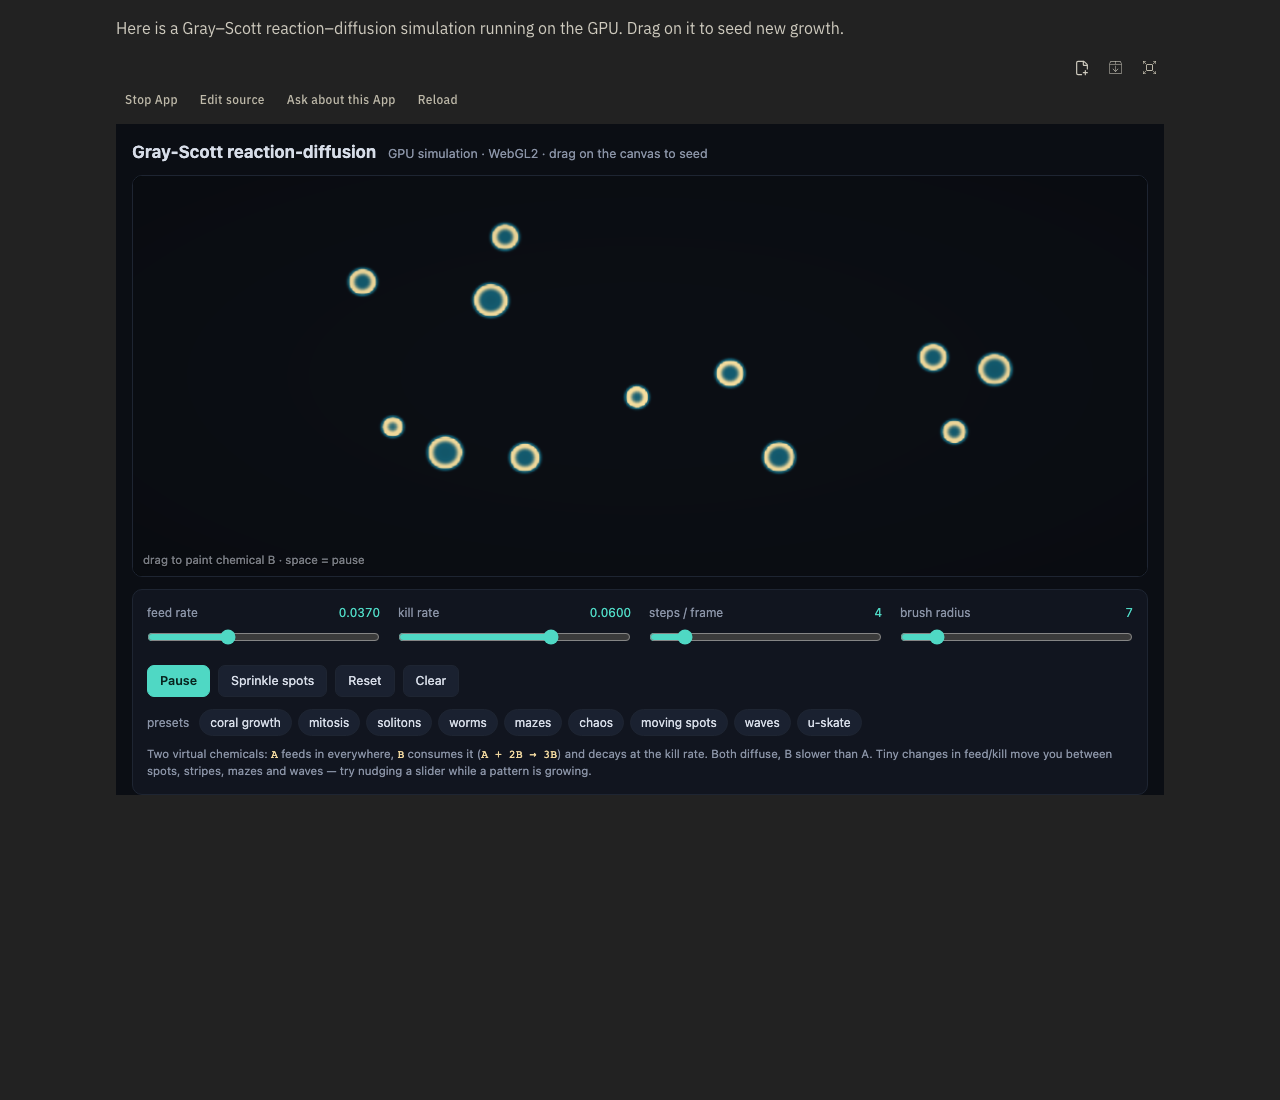 Here is a Gray–Scott reaction–diffusion simulation running on the GPU. Drag on it to seed new growth.
Stop App Edit source Ask about this App Reload
Gray-Scott reaction-diffusion GPU simulation · WebGL2 · drag on the canvas to seed
drag to paint chemical B · space = pause
feed rate 0.0370 kill rate 0.0600 steps / frame 4 brush radius 7
Pause Sprinkle spots Reset Clear
presets coral growth mitosis solitons worms mazes chaos moving spots waves u-skate
Two virtual chemicals: A feeds in everywhere, B consumes it (A + 2B → 3B) and decays at the kill rate. Both diffuse, B slower than A. Tiny changes in feed/kill move you between
spots, stripes, mazes and waves — try nudging a slider while a pattern is growing.